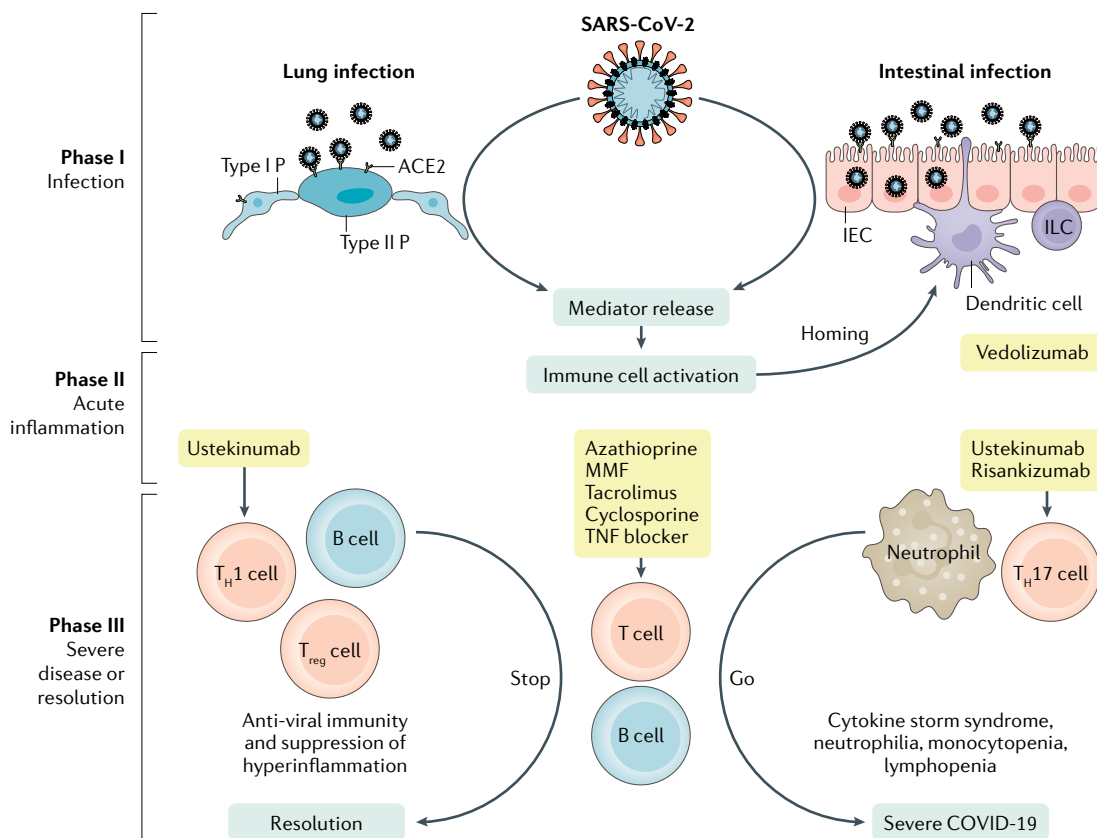 SARS-CoV-2
Lung infection
Intestinal infection
Phase I
Infection
Type I P
ACE2
Type II P
IEC
ILC
Dendritic cell
Mediator release
Homing
Vedolizumab
Immune cell activation
Phase II
Acute
inflammation
Ustekinumab
Azathioprine
MMF
Tacrolimus
Cyclosporine
TNF blocker
Ustekinumab
Risankizumab
B cell
Neutrophil
TH1 cell
TH17 cell
Phase III
Severe
disease or
resolution
Treg cell
T cell
Stop
Go
B cell
Anti-viral immunity
and suppression of
hyperinflammation
Cytokine storm syndrome,
neutrophilia, monocytopenia,
lymphopenia
Resolution
Severe COVID-19